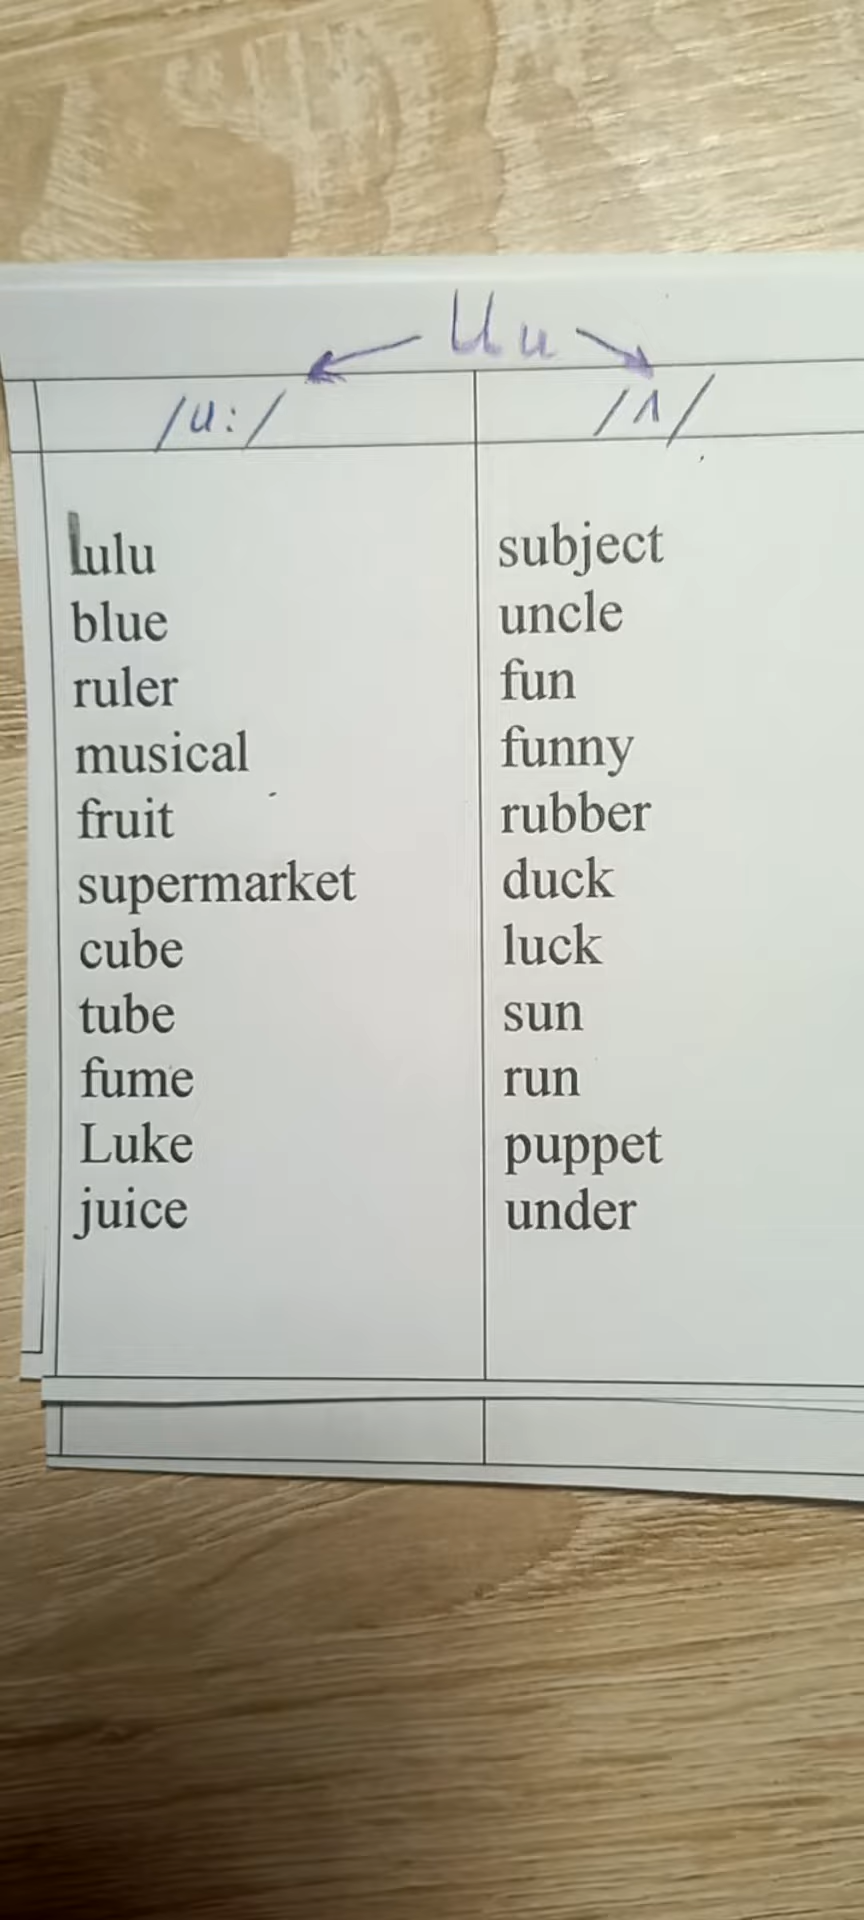 Uu
/u:/ /ʌ/
Lulu subject
blue uncle
ruler fun
musical funny
fruit rubber
supermarket duck
cube luck
tube sun
fume run
Luke puppet
juice under